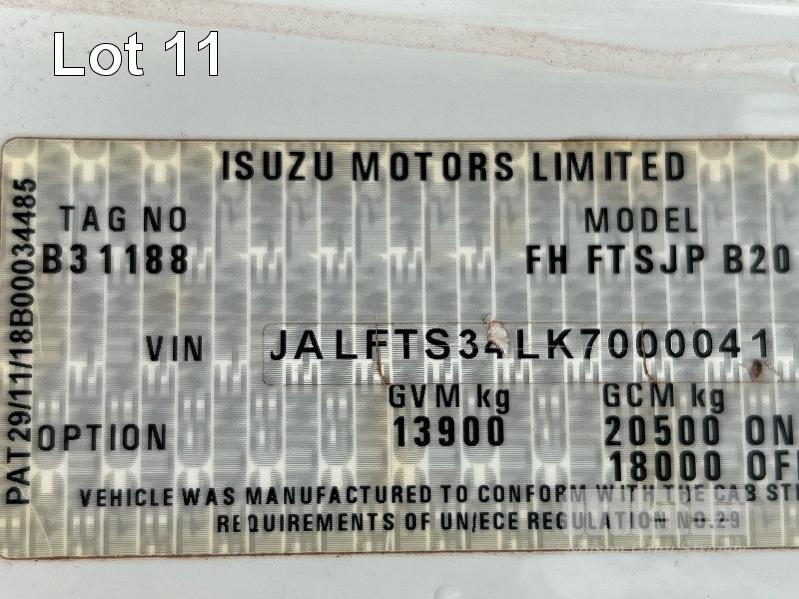 Lot 11
ISUZU MOTORS LIMITED
TAG NO
MODEL
B31188
FH FTSJP B20
VIN
JALFTS34LK7000041
GVM kg
GCM kg
OPTION
13900
20500 ON
18000 OF
VEHICLE WAS MANUFACTURED TO CONFORM WITH THE CAB
REQUIREMENTS OF UN/ECE REGULATION NO.29
PAT29/11/18B00034485